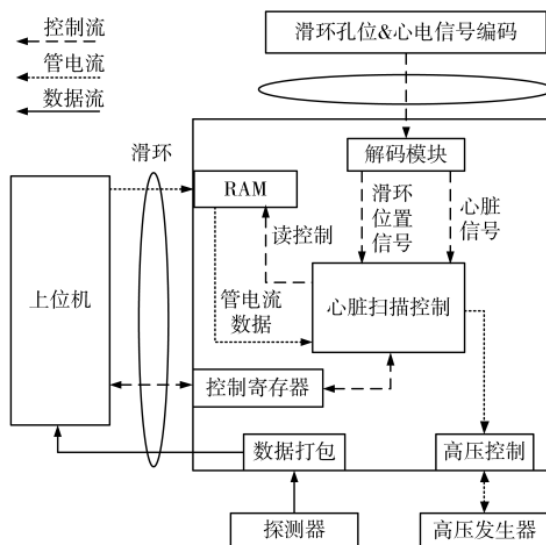 控制流
管电流
数据流
滑环孔位&心电信号编码
滑环
解码模块
RAM
滑环
位置
信号
心脏
信号
读控制
上位机
管电流
数据
心脏扫描控制
控制寄存器
数据打包
高压控制
探测器
高压发生器